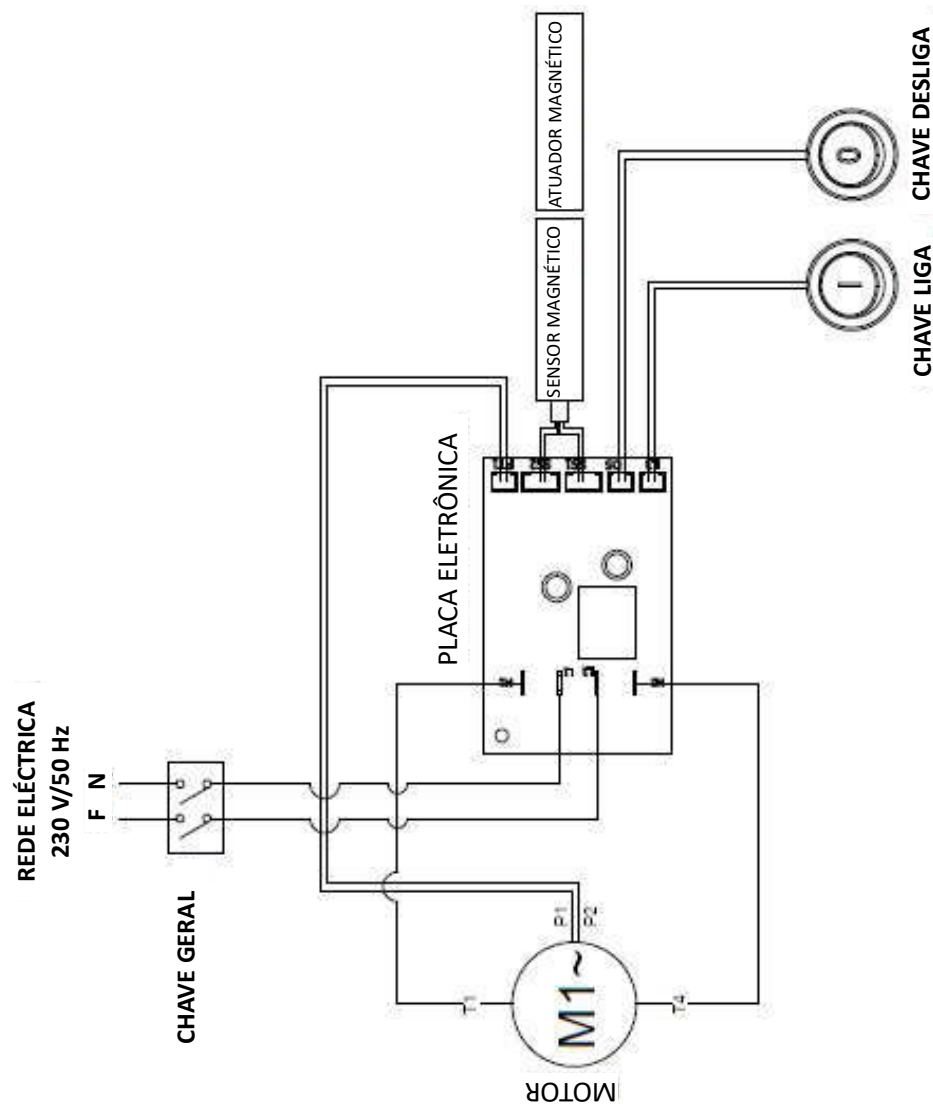 REDE ELÉCTRICA
230 V/50 Hz
F N
CHAVE GERAL
PLACA ELETRÔNICA
SENSOR MAGNÉTICO
ATUADOR MAGNÉTICO
P1
P2
T1
M1~
T4
MOTOR
CHAVE LIGA
CHAVE DESLIGA